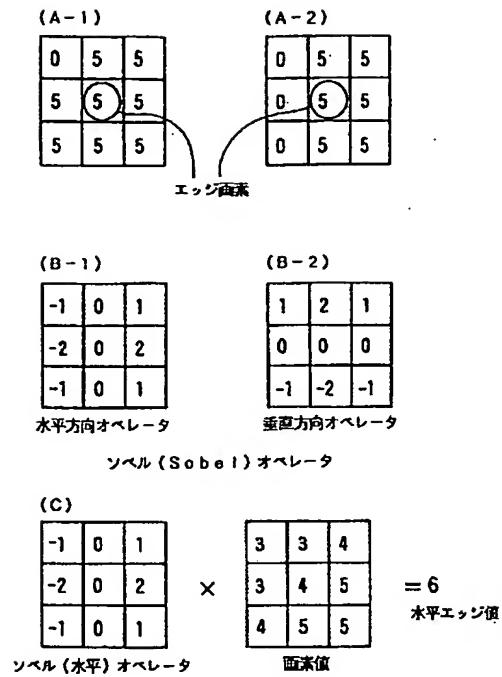 (A-1) (A-2)
0 5 5 0 5 5
5 5 5 0 5 5
5 5 5 0 5 5
エッジ画素
(B-1) (B-2)
-1 0 1 1 2 1
-2 0 2 0 0 0
-1 0 1 -1 -2 -1
水平方向オペレータ 垂直方向オペレータ
ソベル(Sobel)オペレータ
(C)
-1 0 1 3 3 4
-2 0 2 × 3 4 5 =6
-1 0 1 4 5 5 水平エッジ値
ソベル(水平)オペレータ 画素値